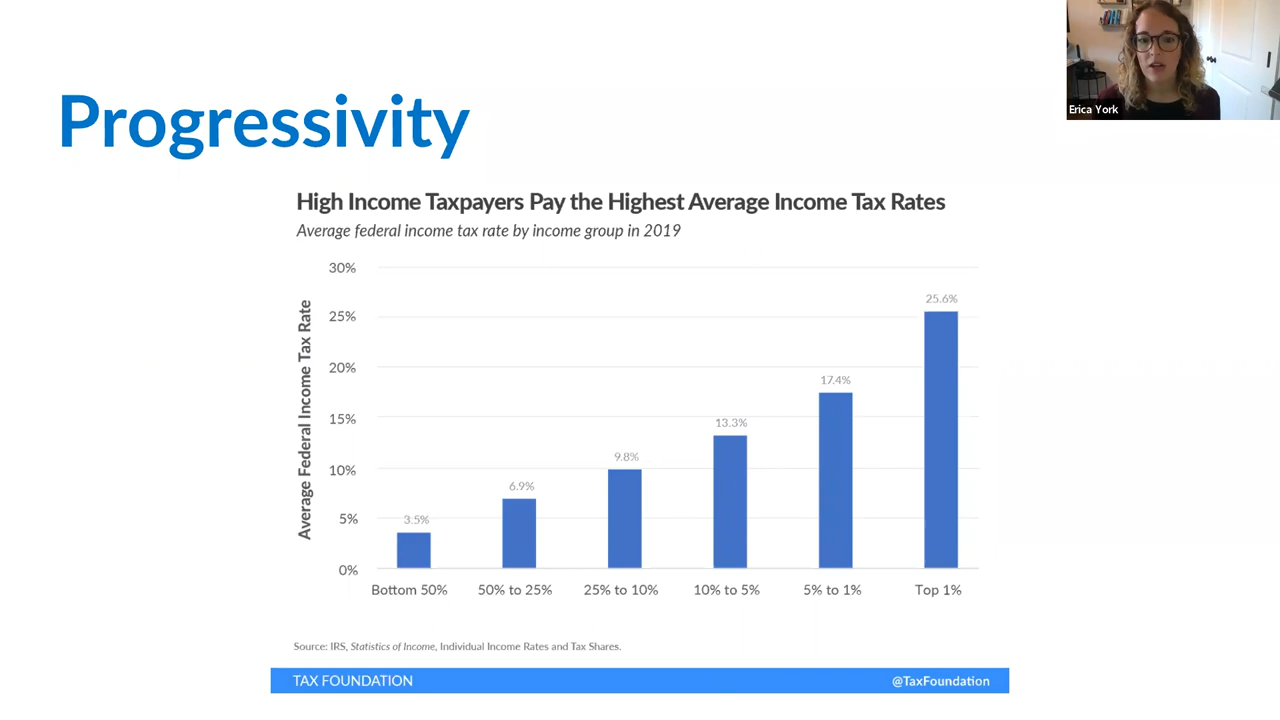 Progressivity
Erica York
High Income Taxpayers Pay the Highest Average Income Tax Rates
Average federal income tax rate by income group in 2019
Average Federal Income Tax Rate
30%
25%
20%
15%
10%
5%
0%
3.5%
6.9%
9.8%
13.3%
17.4%
25.6%
Bottom 50%
50% to 25%
25% to 10%
10% to 5%
5% to 1%
Top 1%
Source: IRS, Statistics of Income, Individual Income Rates and Tax Shares.
TAX FOUNDATION
@TaxFoundation